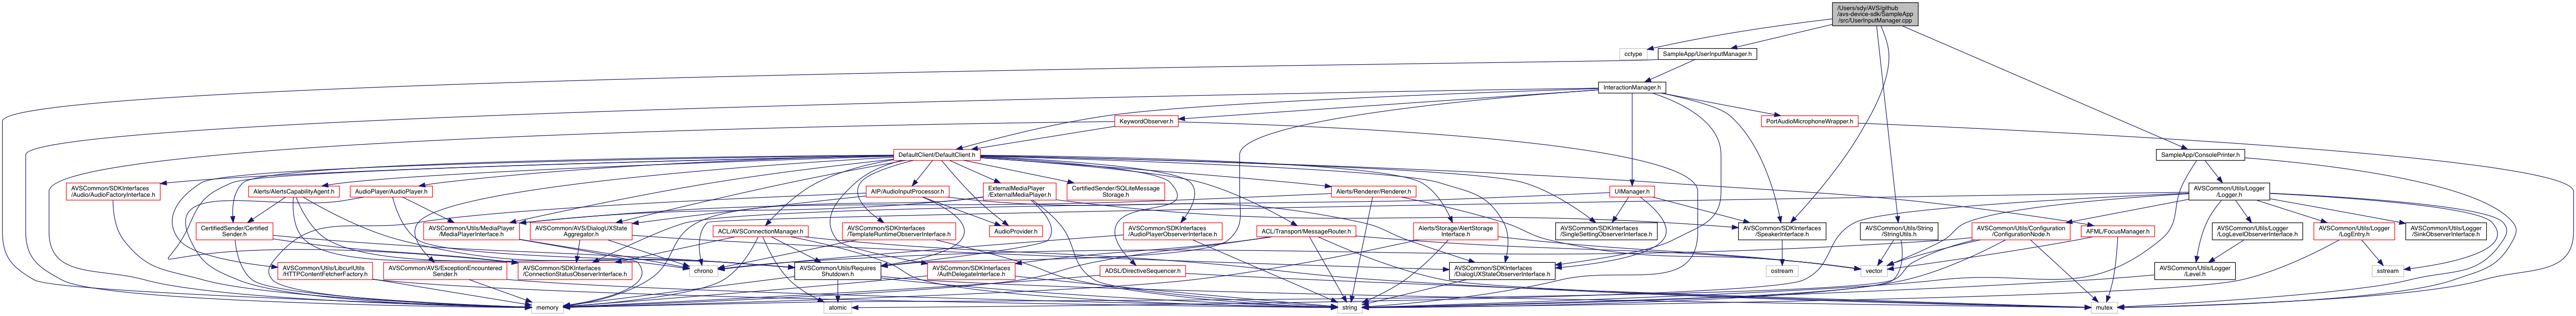 /Users/sdy/AVS/github
/avs-device-sdk/SampleApp
/src/UserInputManager.cpp
cctype
SampleApp/UserInputManager.h
InteractionManager.h
KeywordObserver.h
PortAudioMicrophoneWrapper.h
DefaultClient/DefaultClient.h
SampleApp/ConsolePrinter.h
AVSCommon/SDKInterfaces
/Audio/AudioFactoryInterface.h
Alerts/AlertsCapabilityAgent.h
AudioPlayer/AudioPlayer.h
AIP/AudioInputProcessor.h
ExternalMediaPlayer
/ExternalMediaPlayer.h
CertifiedSender/SQLiteMessage
Storage.h
Alerts/Renderer/Renderer.h
UIManager.h
AVSCommon/Utils/Logger
/Logger.h
CertifiedSender/Certified
Sender.h
AVSCommon/Utils/MediaPlayer
/MediaPlayerInterface.h
AVSCommon/AVS/DialogUXState
Aggregator.h
ACL/AVSConnectionManager.h
AVSCommon/SDKInterfaces
/TemplateRuntimeObserverInterface.h
AudioProvider.h
AVSCommon/SDKInterfaces
/AudioPlayerObserverInterface.h
ACL/Transport/MessageRouter.h
Alerts/Storage/AlertStorage
Interface.h
AVSCommon/SDKInterfaces
/SingleSettingObserverInterface.h
AVSCommon/SDKInterfaces
/SpeakerInterface.h
AVSCommon/Utils/String
/StringUtils.h
AVSCommon/Utils/Configuration
/ConfigurationNode.h
AFML/FocusManager.h
AVSCommon/Utils/Logger
/LogLevelObserverInterface.h
AVSCommon/Utils/Logger
/LogEntry.h
AVSCommon/Utils/Logger
/SinkObserverInterface.h
AVSCommon/Utils/LibcurlUtils
/HTTPContentFetcherFactory.h
AVSCommon/AVS/ExceptionEncountered
Sender.h
AVSCommon/SDKInterfaces
/ConnectionStatusObserverInterface.h
chrono
AVSCommon/Utils/Requires
Shutdown.h
AVSCommon/SDKInterfaces
/AuthDelegateInterface.h
ADSL/DirectiveSequencer.h
AVSCommon/SDKInterfaces
/DialogUXStateObserverInterface.h
ostream
vector
AVSCommon/Utils/Logger
/Level.h
sstream
memory
atomic
string
mutex